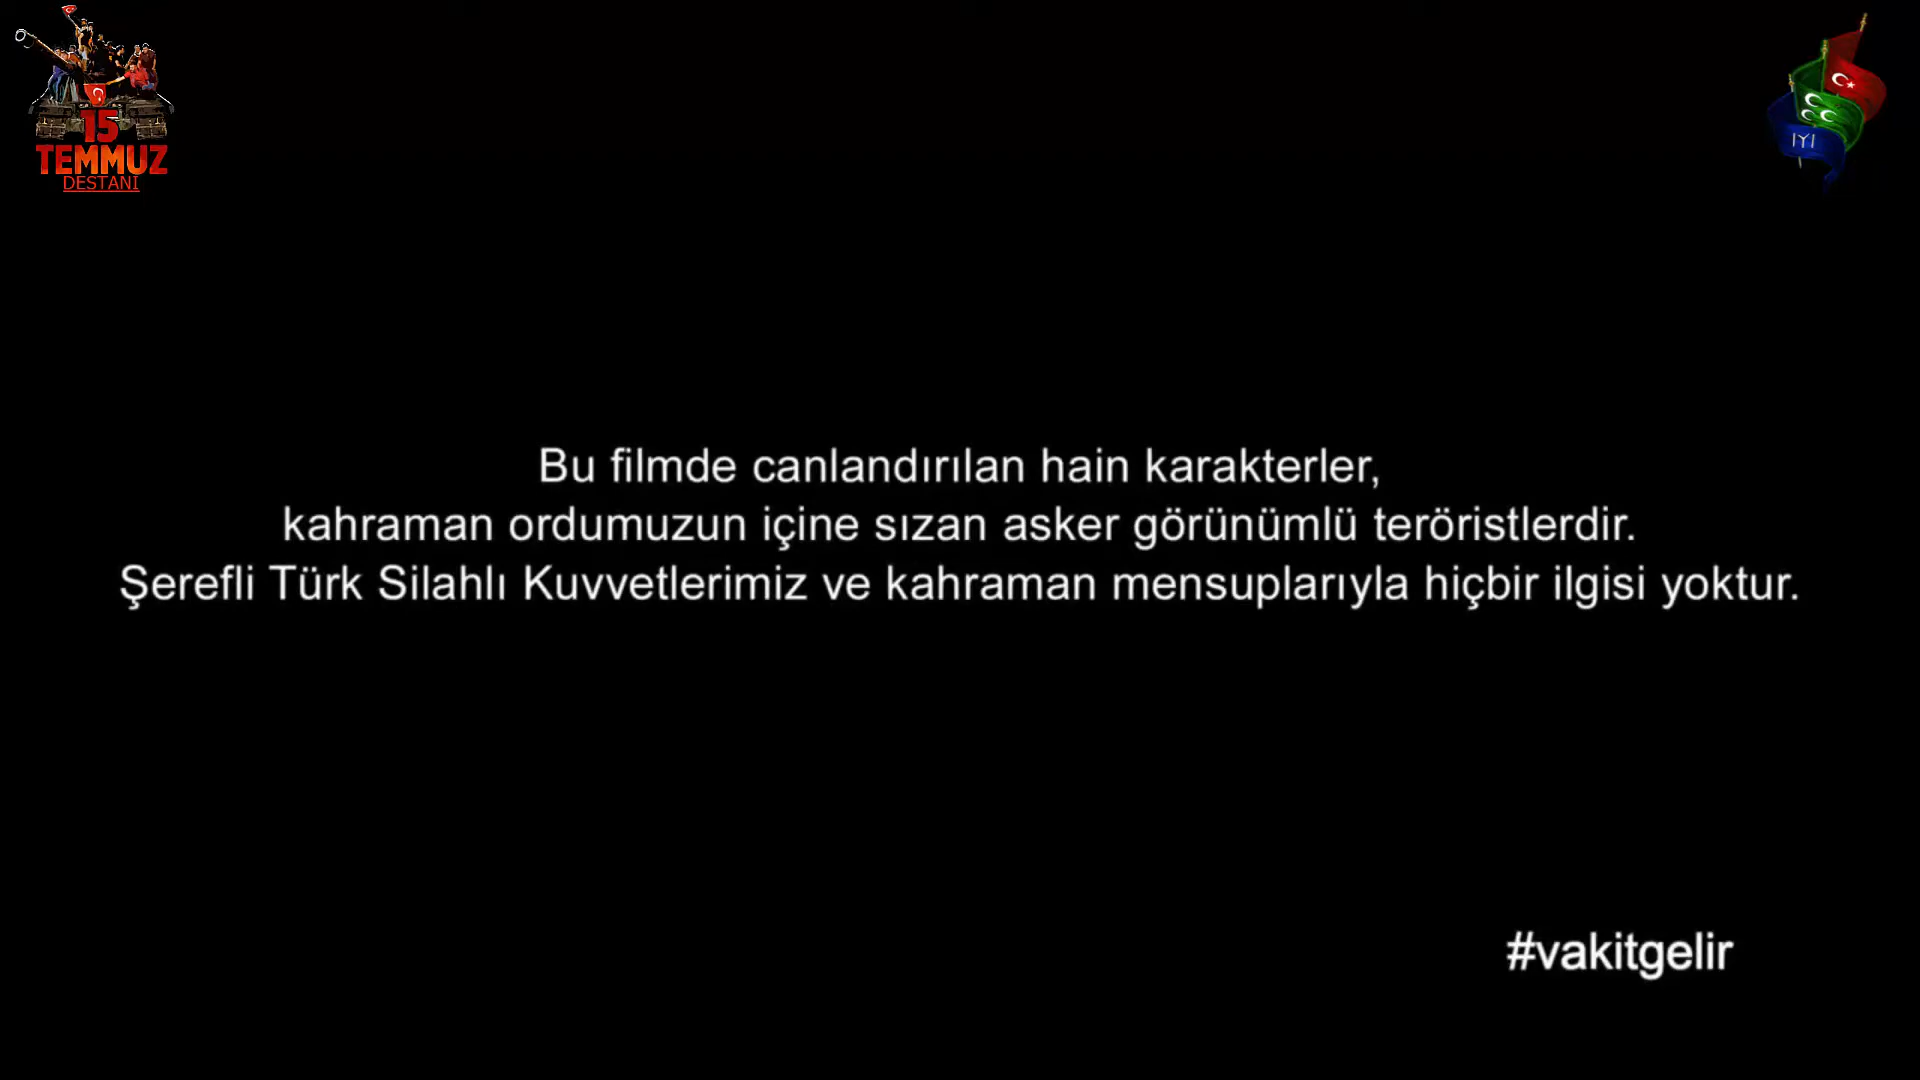 15
TEMMUZ
DESTANI
IYI
Bu filmde canlandırılan hain karakterler,
kahraman ordumuzun içine sızan asker görünümlü teröristlerdir.
Şerefli Türk Silahlı Kuvvetlerimiz ve kahraman mensuplarıyla hiçbir ilgisi yoktur.
#vakitgelir